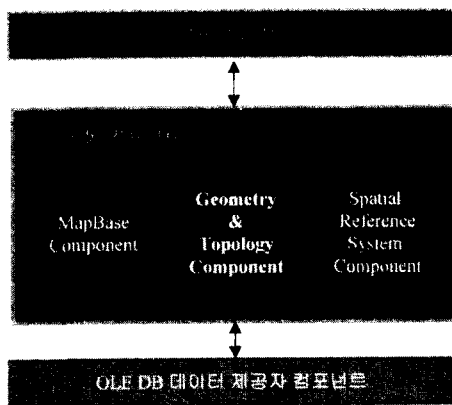 MapBase
Component
Geometry
&
Topology
Component
Spatial
Reference
System
Component
OLE DB 데이터 제공자 컴포넌트